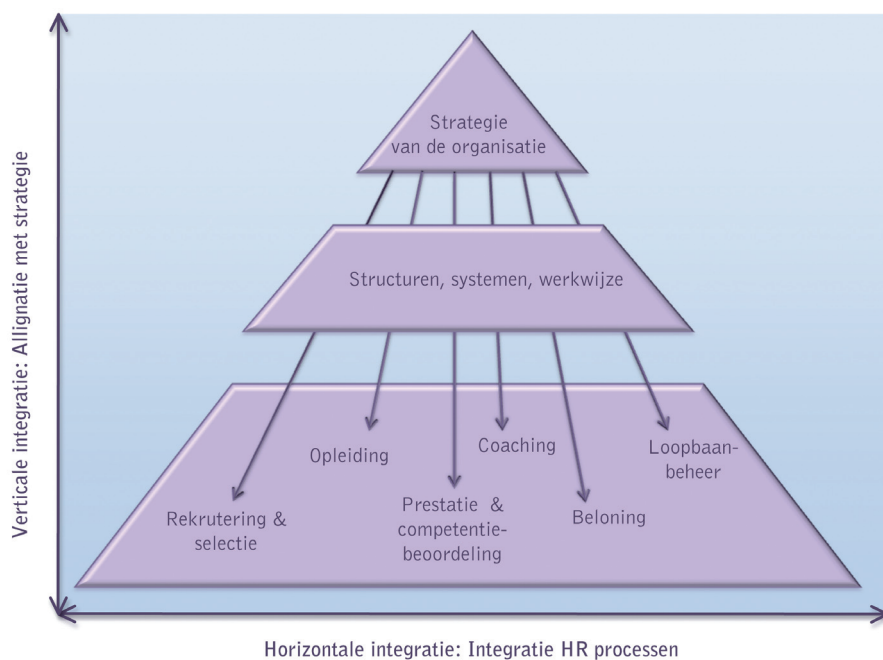 Strategie
van de organisatie
Structuren, systemen, werkwijze
Opleiding
Coaching
Loopbaan-
beheer
Rekrutering &
selectie
Prestatie &
competentie-
beoordeling
Beloning
Verticale integratie: Allignatie met strategie
Horizontale integratie: Integratie HR processen